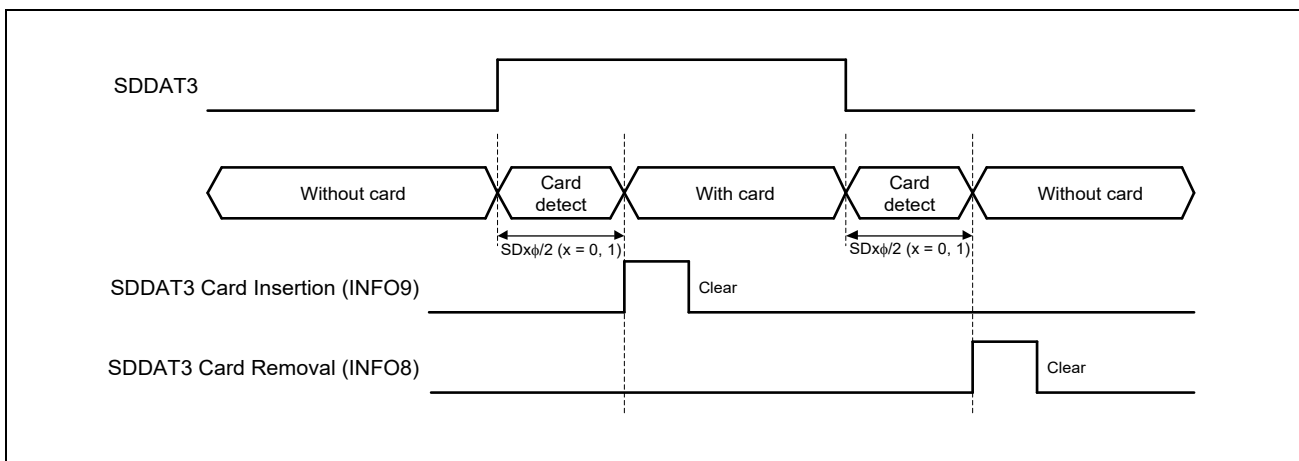 SDDAT3
Without card
Card
detect
With card
Card
detect
Without card
SDxϕ/2 (x = 0, 1)
SDxϕ/2 (x = 0, 1)
SDDAT3 Card Insertion (INFO9)
Clear
SDDAT3 Card Removal (INFO8)
Clear